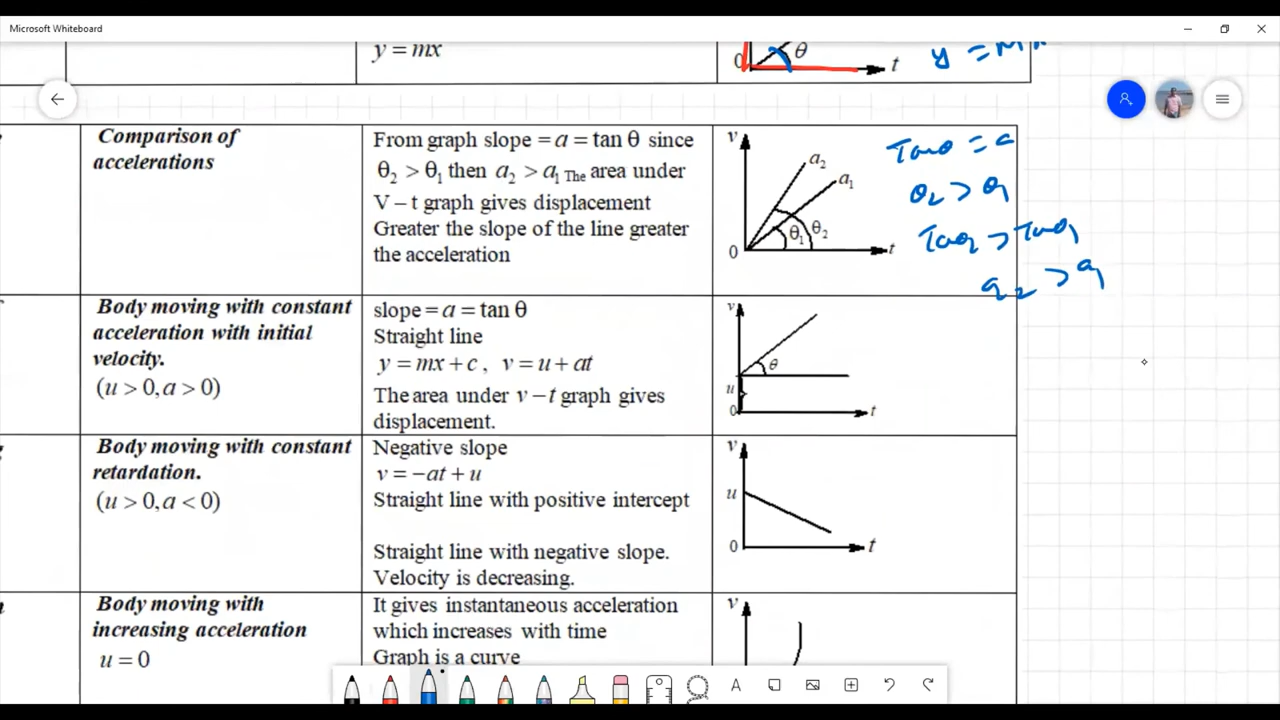 Microsoft Whiteboard
y = mx
0
θ
t
y = mx
Comparison of
accelerations
From graph slope = a = tan θ since
θ₂ > θ₁ then a₂ > a₁ The area under
V – t graph gives displacement
Greater the slope of the line greater
the acceleration
v
a₂
a₁
θ₁
θ₂
0
t
Tanθ = a
θ₂ > θ₁
Tanθ₂ > Tanθ₁
a₂ > a₁
Body moving with constant
acceleration with initial
velocity.
(u > 0, a > 0)
slope = a = tan θ
Straight line
y = mx + c , v = u + at
The area under v – t graph gives
displacement.
v
θ
u
0
t
Body moving with constant
retardation.
(u > 0, a < 0)
Negative slope
v = –at + u
Straight line with positive intercept
Straight line with negative slope.
Velocity is decreasing.
v
u
0
t
Body moving with
increasing acceleration
u = 0
It gives instantaneous acceleration
which increases with time
Graph is a curve
v
A